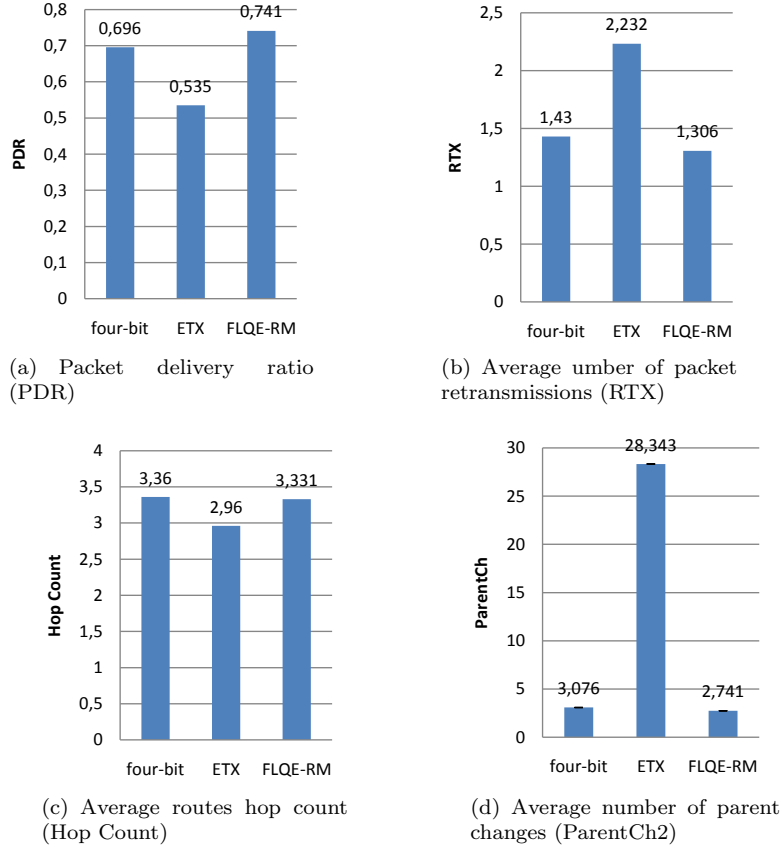 0,8
0,7
0,6
0,5
0,4
0,3
0,2
0,1
0
PDR
0,696
0,535
0,741
four-bit ETX FLQE-RM
(a) Packet delivery ratio
(PDR)
2,5
2
1,5
1
0,5
0
RTX
1,43
2,232
1,306
four-bit ETX FLQE-RM
(b) Average umber of packet
retransmissions (RTX)
4
3,5
3
2,5
2
1,5
1
0,5
0
Hop Count
3,36
2,96
3,331
four-bit ETX FLQE-RM
(c) Average routes hop count
(Hop Count)
30
25
20
15
10
5
0
ParentCh
3,076
28,343
2,741
four-bit ETX FLQE-RM
(d) Average number of parent
changes (ParentCh2)